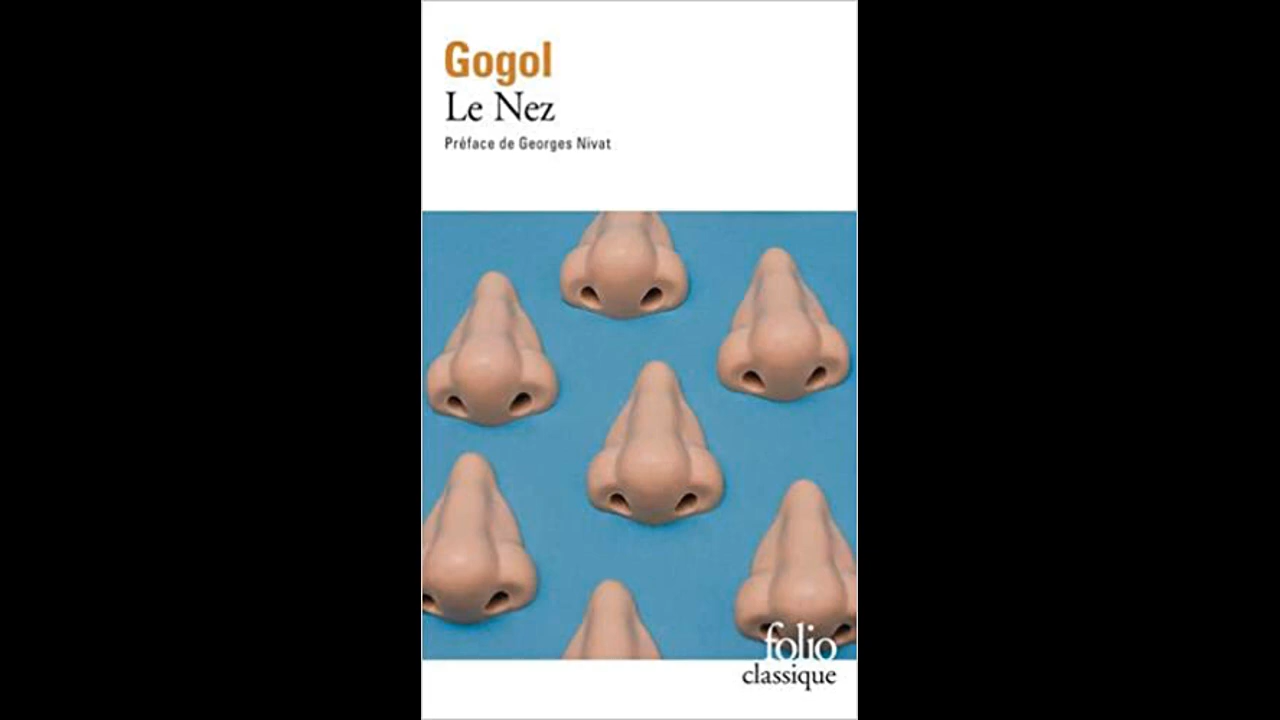 Gogol
Le Nez
Préface de Georges Nivat
folio
classique